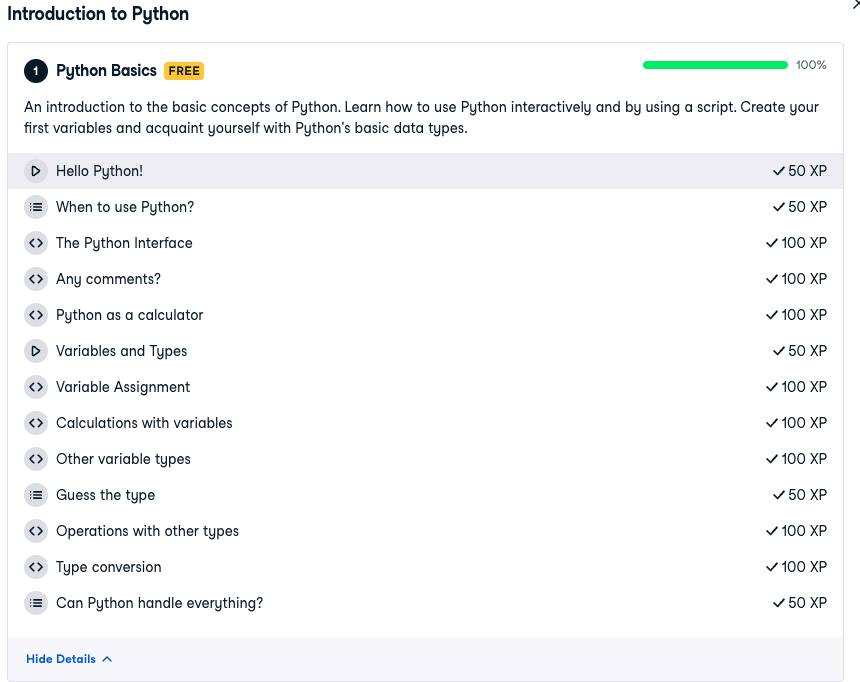 Introduction to Python
1 Python Basics FREE 100%
An introduction to the basic concepts of Python. Learn how to use Python interactively and by using a script. Create your
first variables and acquaint yourself with Python's basic data types.
Hello Python! 50 XP
When to use Python? 50 XP
The Python Interface 100 XP
Any comments? 100 XP
Python as a calculator 100 XP
Variables and Types 50 XP
Variable Assignment 100 XP
Calculations with variables 100 XP
Other variable types 100 XP
Guess the type 50 XP
Operations with other types 100 XP
Type conversion 100 XP
Can Python handle everything? 50 XP
Hide Details